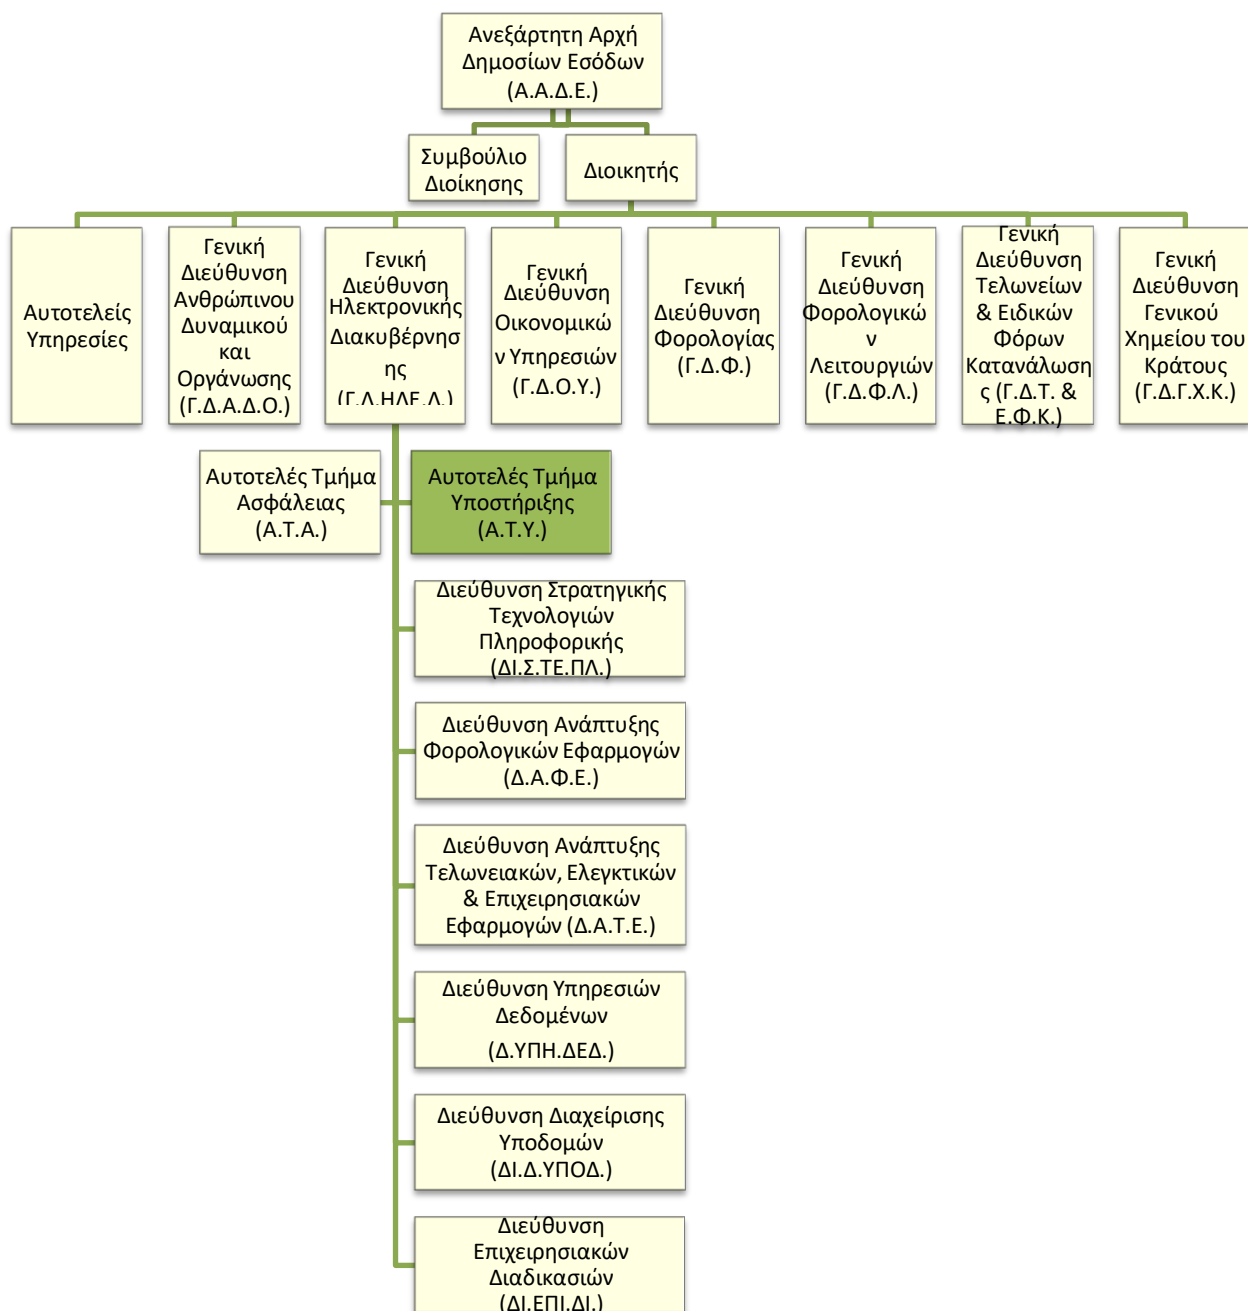 Ανεξάρτητη Αρχή
Δημοσίων Εσόδων
(Α.Α.Δ.Ε.)
Συμβούλιο
Διοίκησης
Διοικητής
Αυτοτελείς
Υπηρεσίες
Γενική
Διεύθυνση
Ανθρώπινου
Δυναμικού
και
Οργάνωσης
(Γ.Δ.Α.Δ.Ο.)
Γενική
Διεύθυνση
Ηλεκτρονικής
Διακυβέρνησ
ης
(Γ.Δ.ΗΛΕ.Δ.)
Γενική
Διεύθυνση
Οικονομικώ
ν Υπηρεσιών
(Γ.Δ.Ο.Υ.)
Γενική
Διεύθυνση
Φορολογίας
(Γ.Δ.Φ.)
Γενική
Διεύθυνση
Φορολογικώ
ν
Λειτουργιών
(Γ.Δ.Φ.Λ.)
Γενική
Διεύθυνση
Τελωνείων
& Ειδικών
Φόρων
Κατανάλωση
ς (Γ.Δ.Τ. &
Ε.Φ.Κ.)
Γενική
Διεύθυνση
Γενικού
Χημείου του
Κράτους
(Γ.Δ.Γ.Χ.Κ.)
Αυτοτελές Τμήμα
Ασφάλειας
(Α.Τ.Α.)
Αυτοτελές Τμήμα
Υποστήριξης
(Α.Τ.Υ.)
Διεύθυνση Στρατηγικής
Τεχνολογιών
Πληροφορικής
(ΔΙ.Σ.ΤΕ.ΠΛ.)
Διεύθυνση Ανάπτυξης
Φορολογικών Εφαρμογών
(Δ.Α.Φ.Ε.)
Διεύθυνση Ανάπτυξης
Τελωνειακών, Ελεγκτικών
& Επιχειρησιακών
Εφαρμογών (Δ.Α.Τ.Ε.)
Διεύθυνση Υπηρεσιών
Δεδομένων
(Δ.ΥΠΗ.ΔΕΔ.)
Διεύθυνση Διαχείρισης
Υποδομών
(ΔΙ.Δ.ΥΠΟΔ.)
Διεύθυνση
Επιχειρησιακών
Διαδικασιών
(ΔΙ.ΕΠΙ.ΔΙ.)